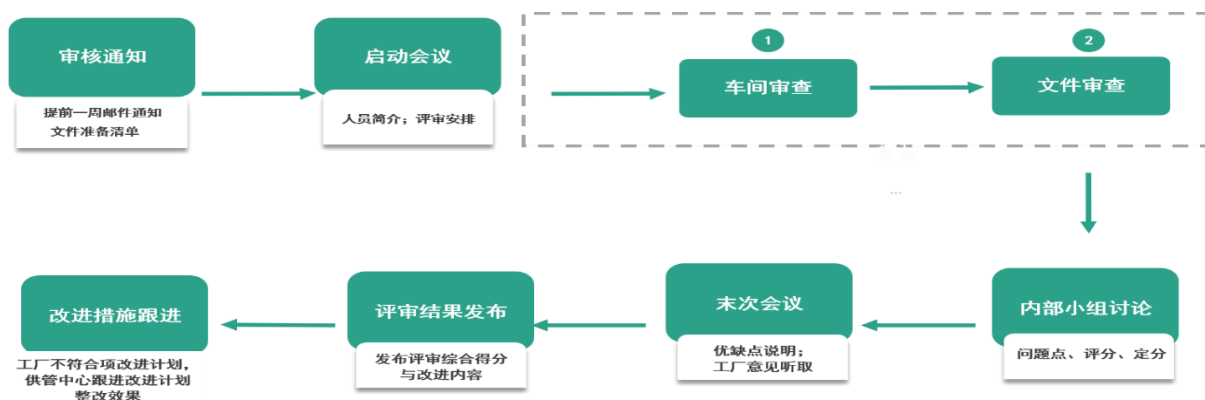 审核通知
提前一周邮件通知
文件准备清单
启动会议
人员简介；评审安排
1
车间审查
2
文件审查
...
内部小组讨论
问题点、评分、定分
末次会议
优缺点说明；
工厂意见听取
评审结果发布
发布评审综合得分
与改进内容
改进措施跟进
工厂不符合项改进计划，
供管中心跟进改进计划
整改效果